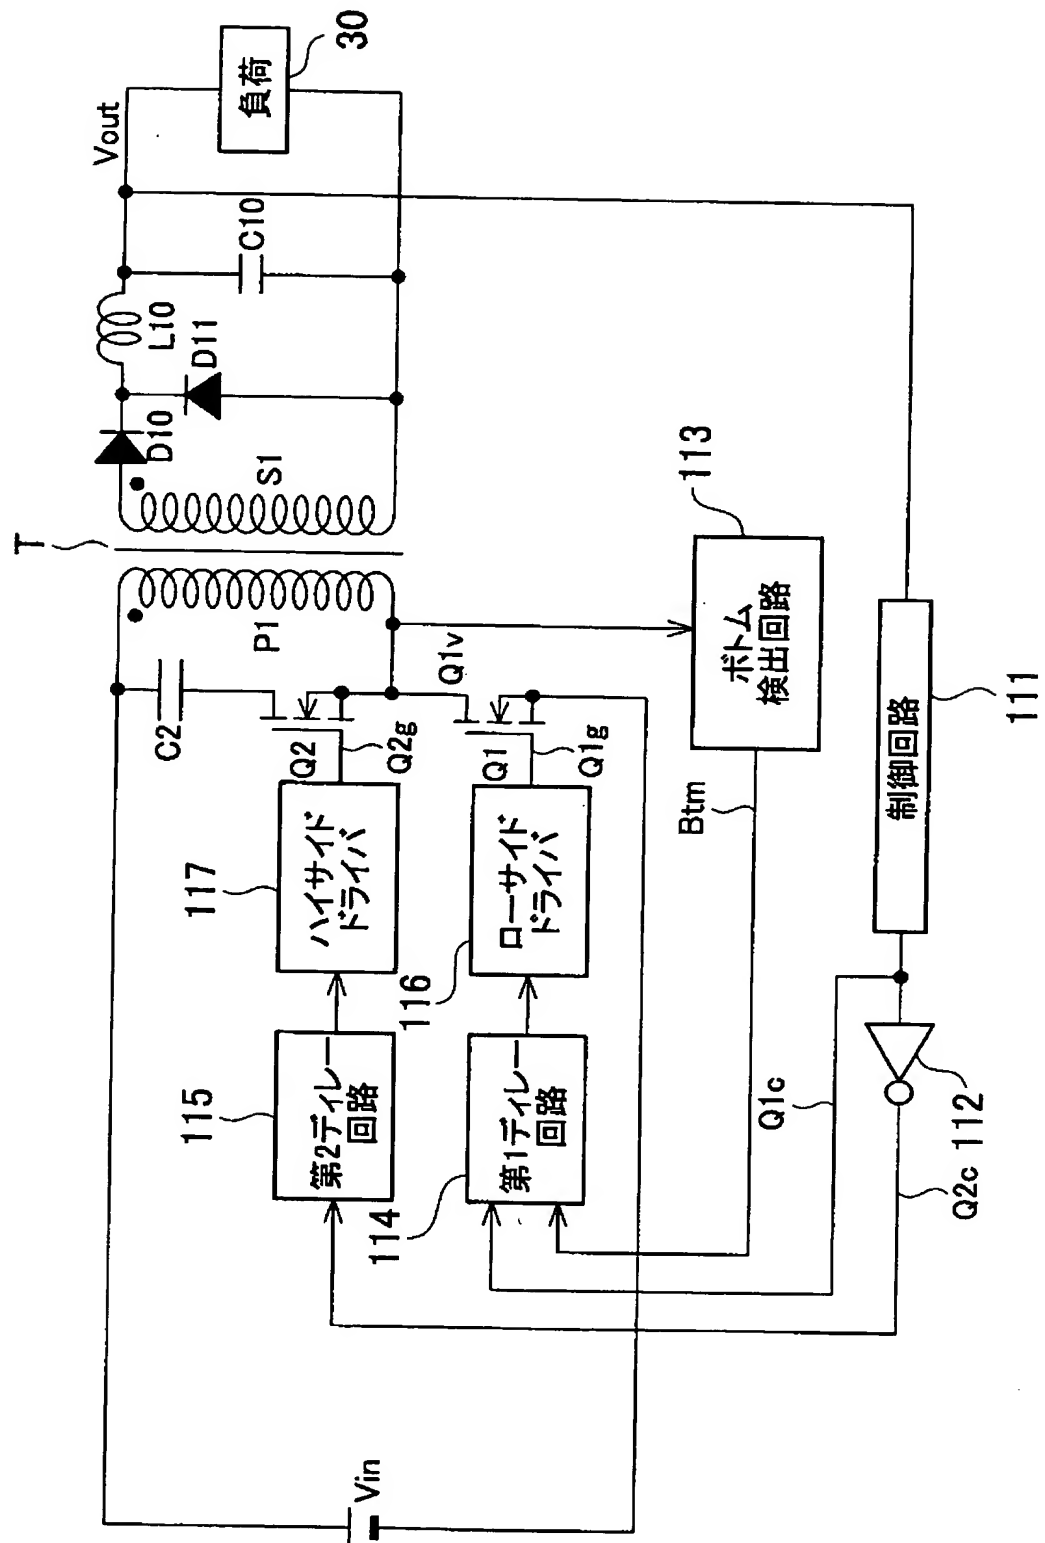 T
Vout
30
負荷
C10
L10
D11
D10
S1
P1
C2
Q2
Q2g
Q1v
Q1
Q1g
117
ハイサイド
ドライバ
116
ローサイド
ドライバ
115
第2ディレー
回路
114
第1ディレー
回路
113
ボトム
検出回路
Btm
制御回路
111
Q1c
112
Q2c
Vin